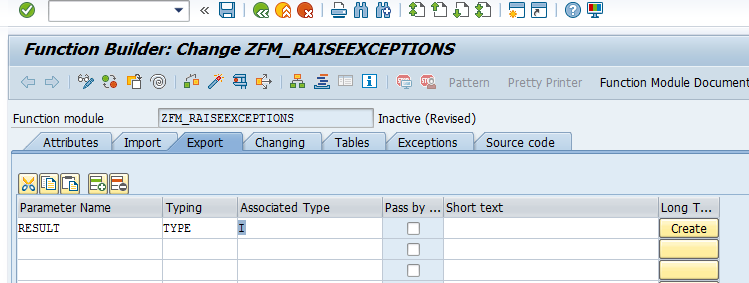 Function Builder: Change ZFM_RAISEEXCEPTIONS
Pattern Pretty Printer Function Module Document
Function module ZFM_RAISEEXCEPTIONS Inactive (Revised)
Attributes Import Export Changing Tables Exceptions Source code
Parameter Name Typing Associated Type Pass by ... Short text Long T...
RESULT TYPE I Create